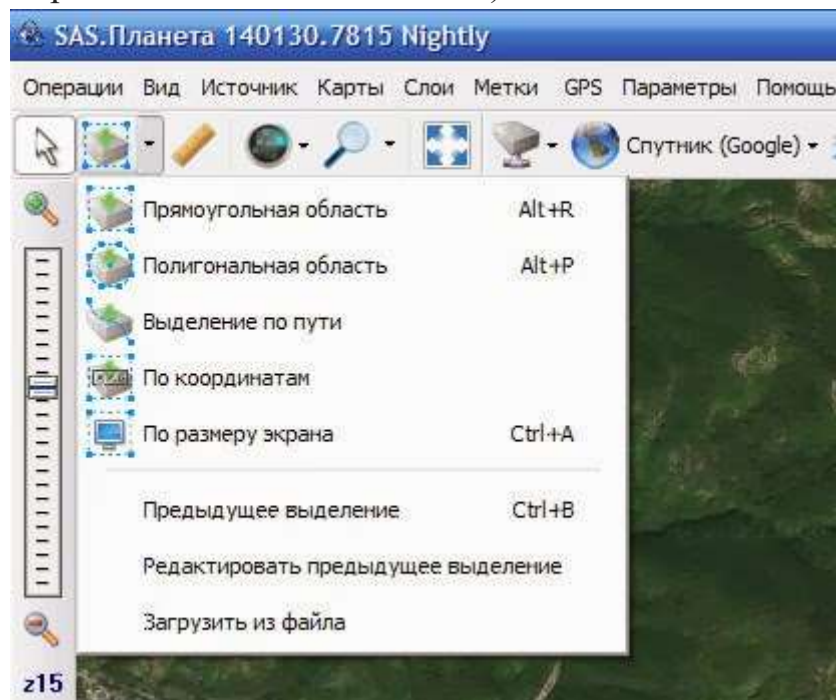 SAS.Планета 140130.7815 Nightly
Операции Вид Источник Карты Слои Метки GPS Параметры Помощь
Спутник (Google)
Прямоугольная область Alt+R
Полигональная область Alt+P
Выделение по пути
По координатам
По размеру экрана Ctrl+A
Предыдущее выделение Ctrl+B
Редактировать предыдущее выделение
Загрузить из файла
z15